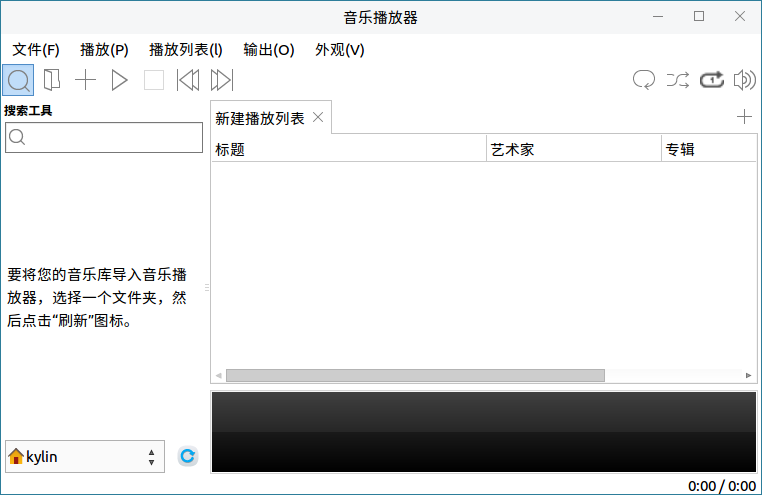 音乐播放器
文件(F) 播放(P) 播放列表(l) 输出(O) 外观(V)
1
搜索工具
新建播放列表
标题 艺术家 专辑
要将您的音乐库导入音乐播
放器，选择一个文件夹，然
后点击“刷新”图标。
kylin
0:00 / 0:00